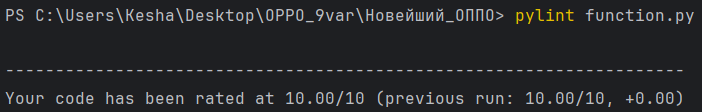 PS C:\Users\Kesha\Desktop\OPPO_9var\Новейший_ОППО> pylint function.py
--------------------------------------------------------------------
Your code has been rated at 10.00/10 (previous run: 10.00/10, +0.00)